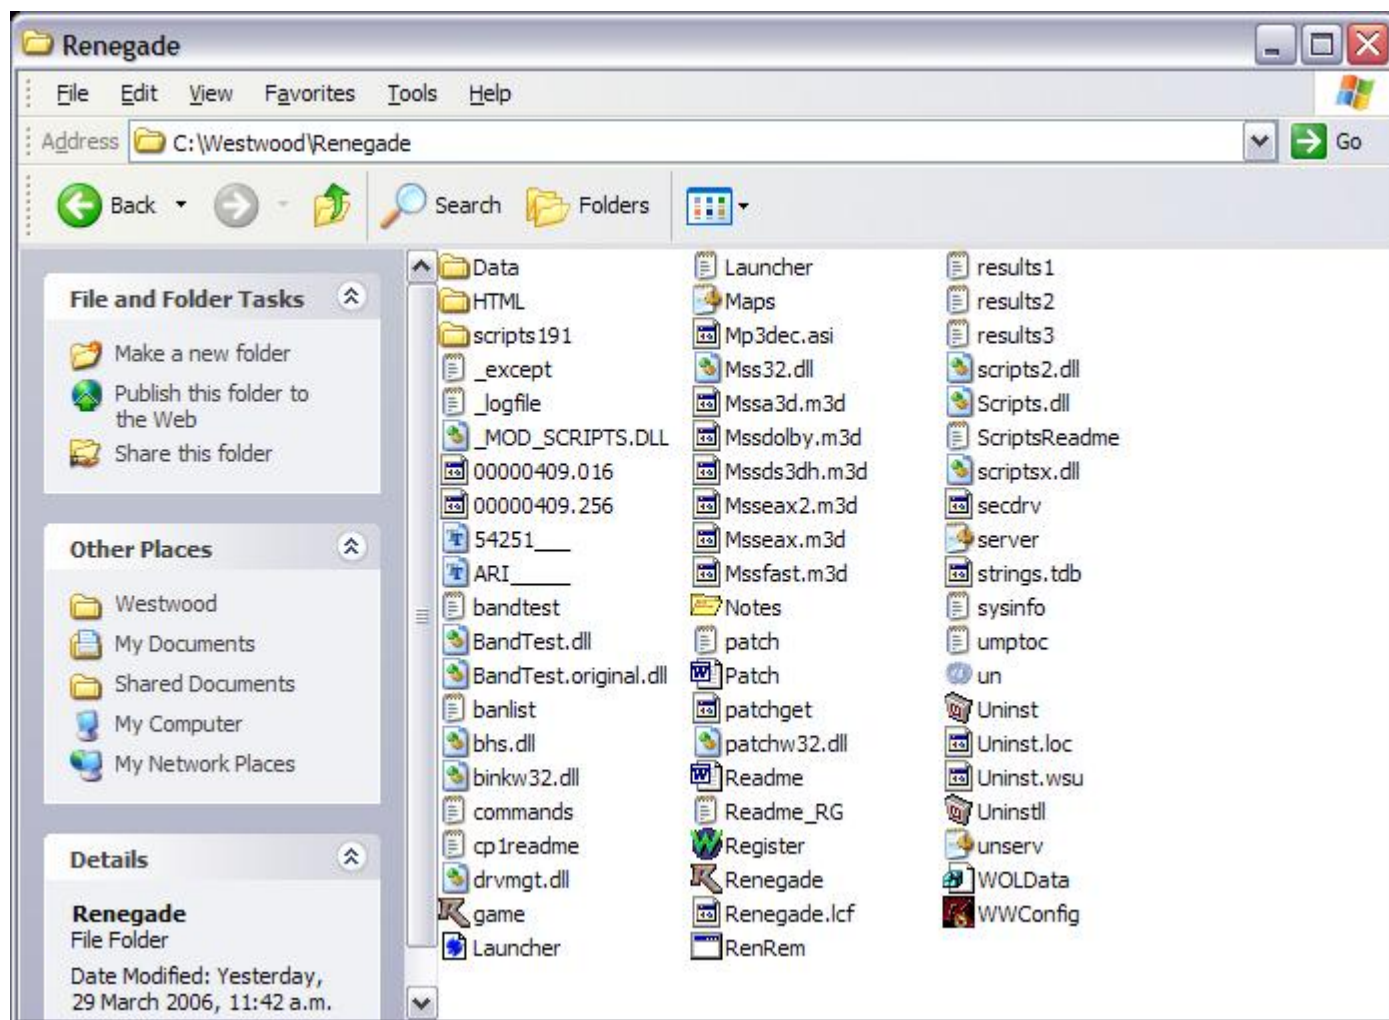 Renegade
File Edit View Favorites Tools Help
Address C:\Westwood\Renegade Go
Back Search Folders
File and Folder Tasks
Make a new folder
Publish this folder to
the Web
Share this folder
Other Places
Westwood
My Documents
Shared Documents
My Computer
My Network Places
Details
Renegade
File Folder
Date Modified: Yesterday,
29 March 2006, 11:42 a.m.
Data
HTML
scripts191
_except
_logfile
_MOD_SCRIPTS.DLL
00000409.016
00000409.256
54251___
ARI_____
bandtest
BandTest.dll
BandTest.original.dll
banlist
bhs.dll
binkw32.dll
commands
cp1readme
drvmgt.dll
game
Launcher
Launcher
Maps
Mp3dec.asi
Mss32.dll
Mssa3d.m3d
Mssdolby.m3d
Mssds3dh.m3d
Msseax2.m3d
Msseax.m3d
Mssfast.m3d
Notes
patch
Patch
patchget
patchw32.dll
Readme
Readme_RG
Register
Renegade
Renegade.lcf
RenRem
results1
results2
results3
scripts2.dll
Scripts.dll
ScriptsReadme
scriptsx.dll
secdrv
server
strings.tdb
sysinfo
umptoc
un
Uninst
Uninst.loc
Uninst.wsu
Uninstll
unserv
WOLData
WWConfig